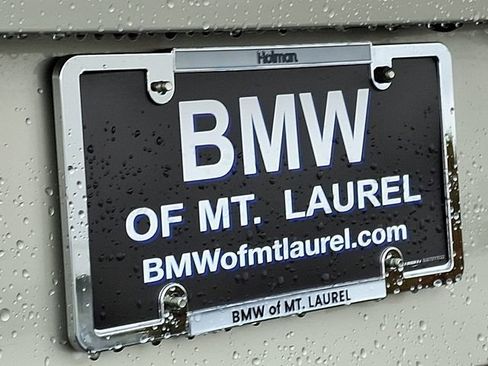 Holman
BMW
OF MT. LAUREL
BMWofmtlaurel.com
BMW of MT. LAUREL